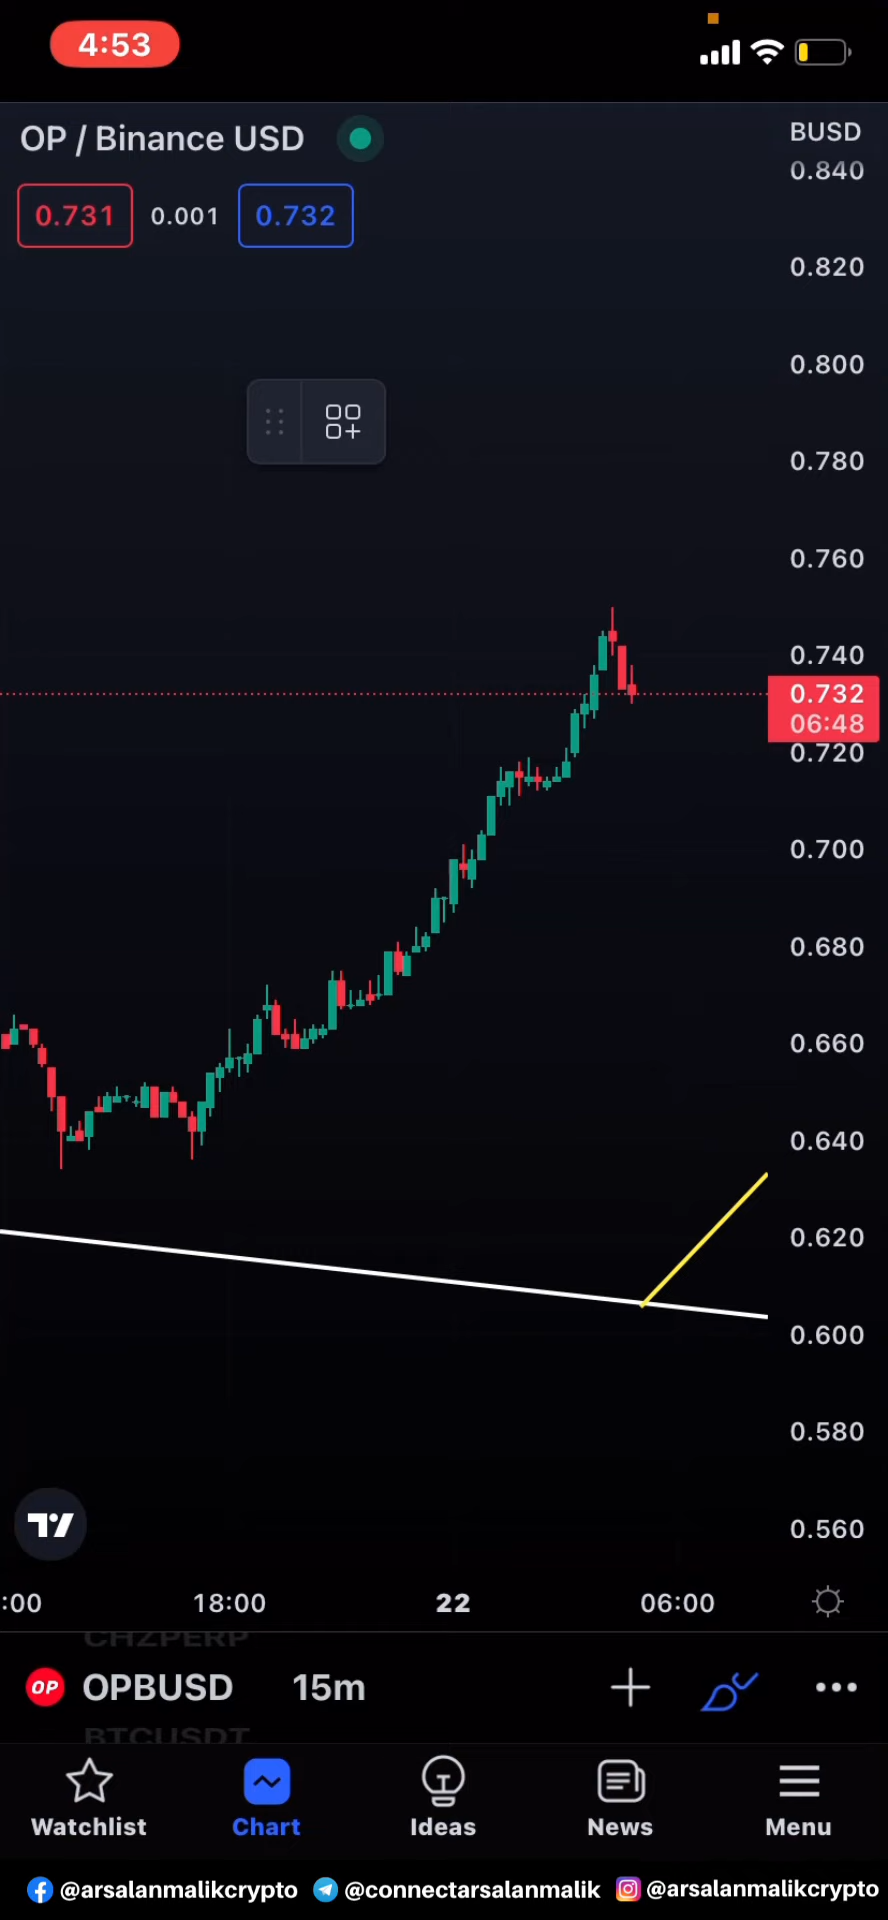 4:53
OP / Binance USD
BUSD
0.840
0.731
0.001
0.732
0.820
0.800
0.780
0.760
0.740
0.732
06:48
0.720
0.700
0.680
0.660
0.640
0.620
0.600
0.580
0.560
:00
18:00
22
06:00
CHZPERP
OP
OPBUSD
15m
BTCUSDT
Watchlist
Chart
Ideas
News
Menu
@arsalanmalikcrypto @connectarsalanmalik @arsalanmalikcrypto